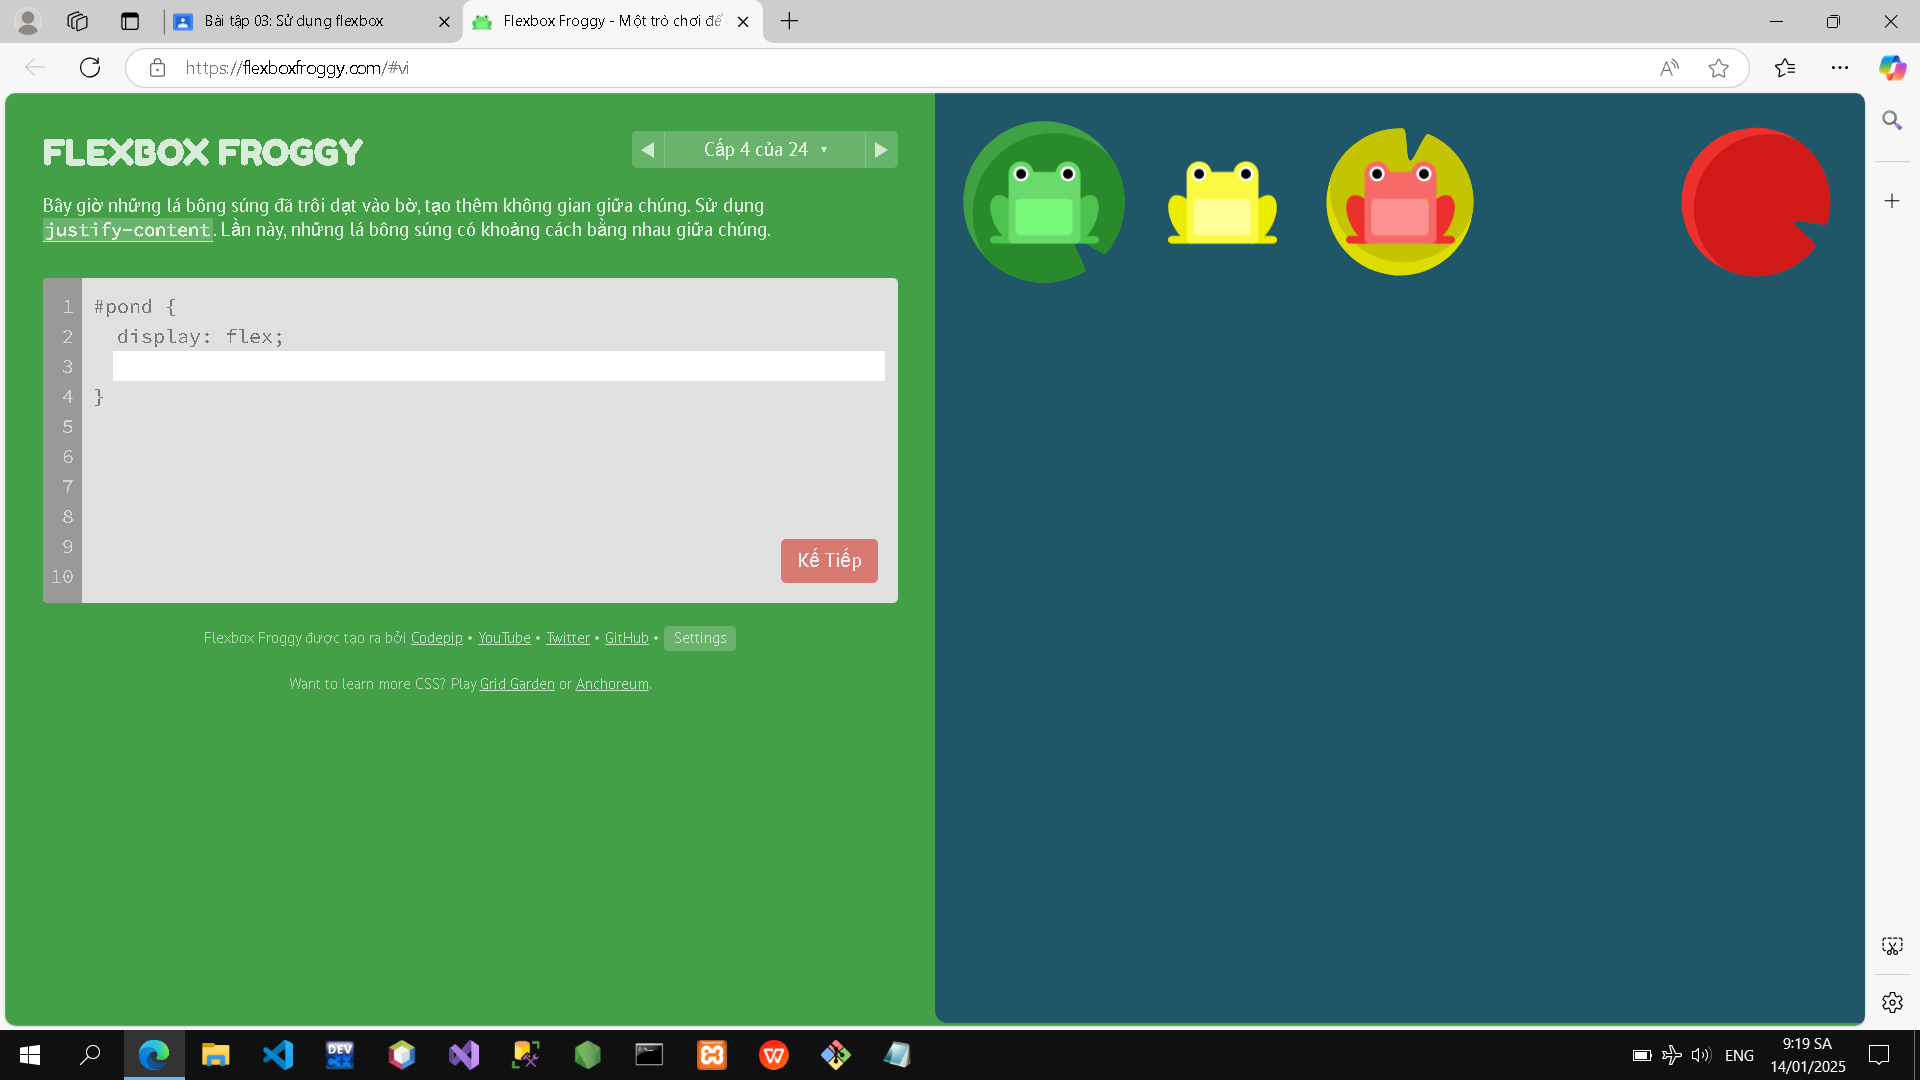 Bài tập 03: Sử dụng flexbox
Flexbox Froggy - Một trò chơi để
https://flexboxfroggy.com/#vi
FLEXBOX FROGGY
Cấp 4 của 24
Bây giờ những lá bông súng đã trôi dạt vào bờ, tạo thêm không gian giữa chúng. Sử dụng
justify-content. Lần này, những lá bông súng có khoảng cách bằng nhau giữa chúng.
1 #pond {
2 display: flex;
3
4 }
5
6
7
8
9
10
Kế Tiếp
Flexbox Froggy được tạo ra bởi Codepip • YouTube • Twitter • GitHub • Settings
Want to learn more CSS? Play Grid Garden or Anchoreum.
DEV C++
ENG
9:19 SA
14/01/2025